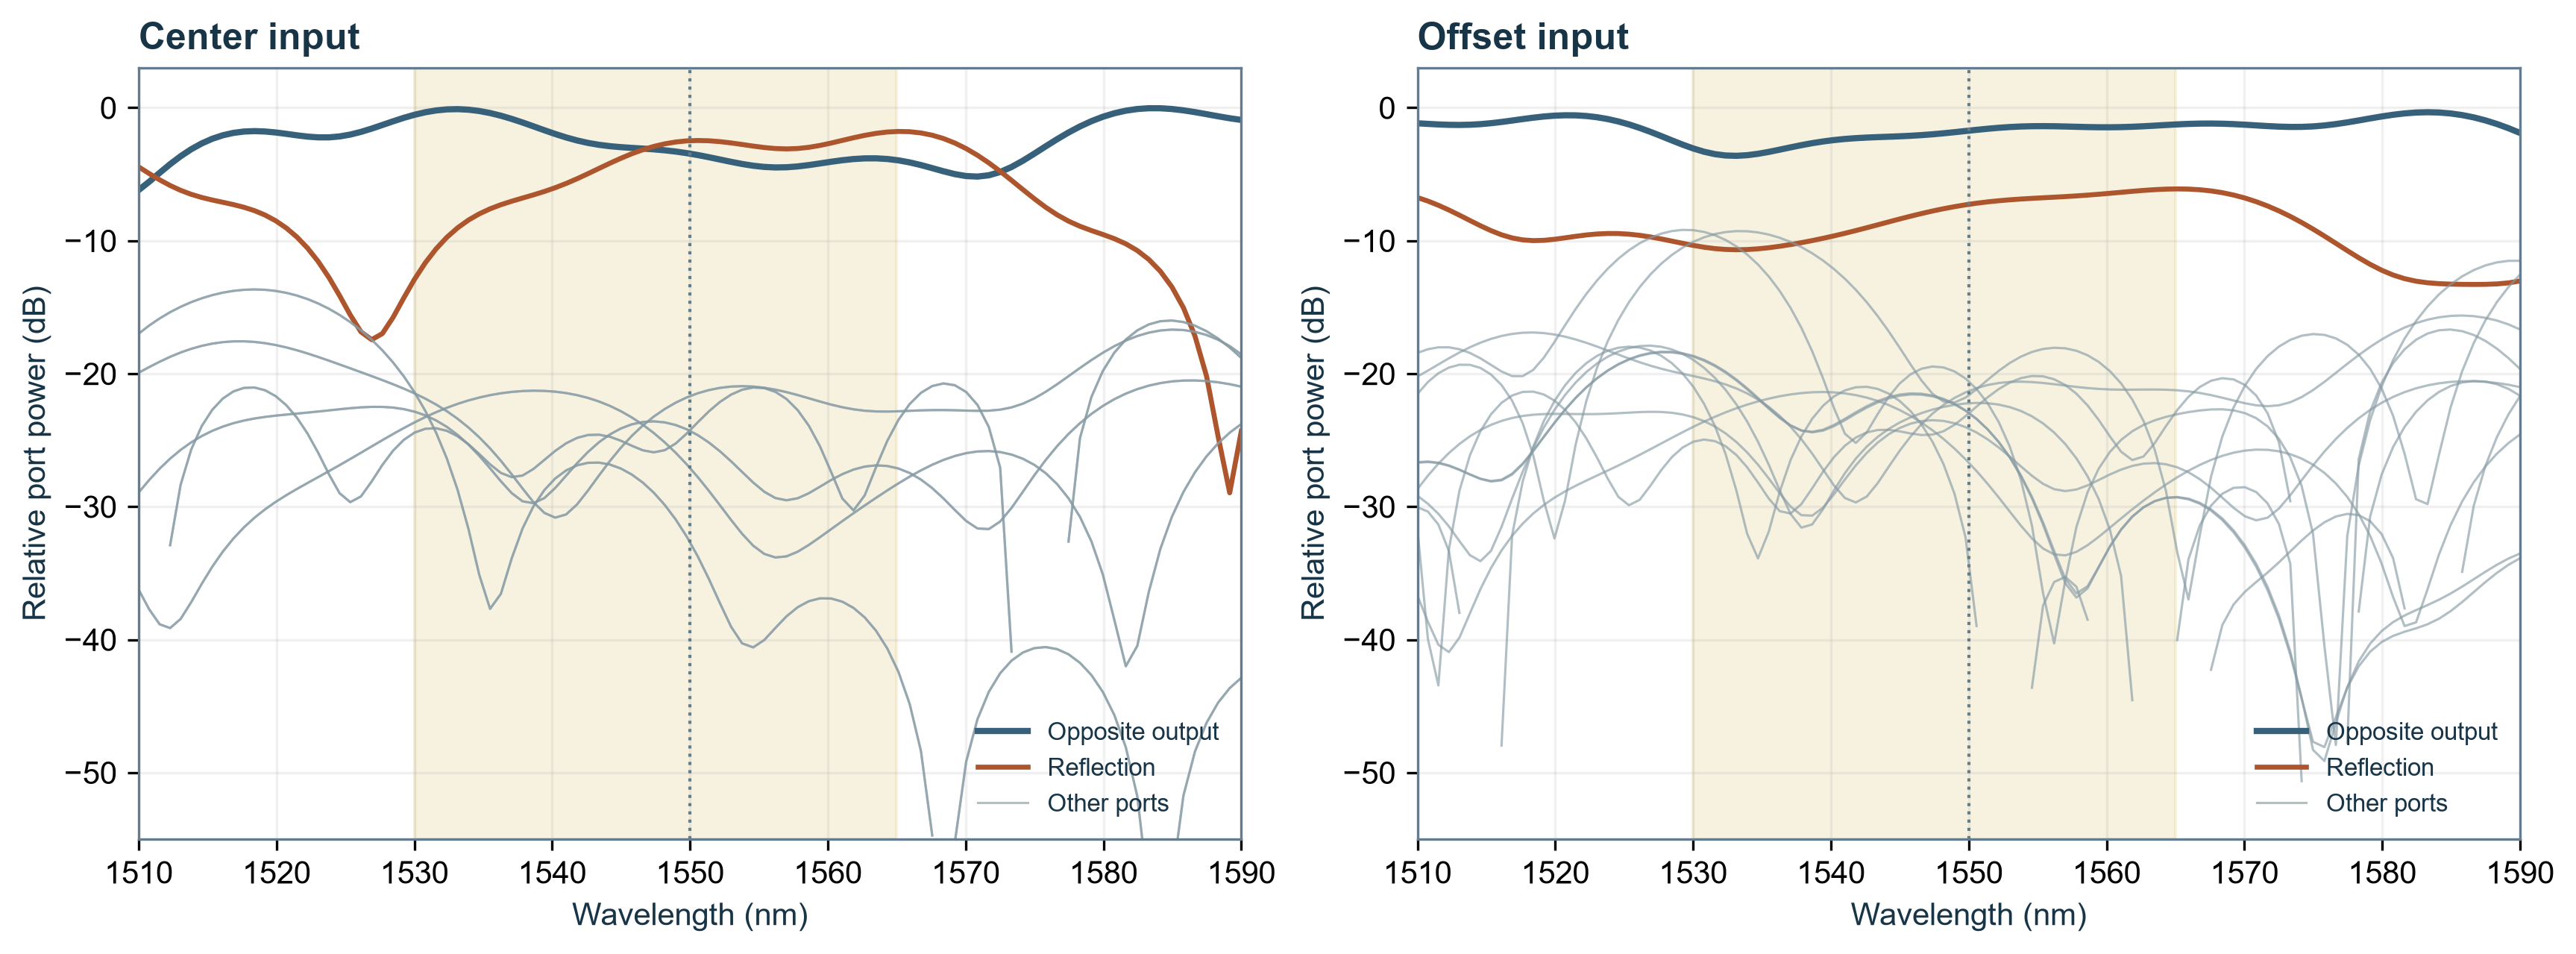 Center input
Relative port power (dB)
0
−10
−20
−30
−40
−50
1510 1520 1530 1540 1550 1560 1570 1580 1590
Wavelength (nm)
Opposite output
Reflection
Other ports
Offset input
Relative port power (dB)
0
−10
−20
−30
−40
−50
1510 1520 1530 1540 1550 1560 1570 1580 1590
Wavelength (nm)
Opposite output
Reflection
Other ports